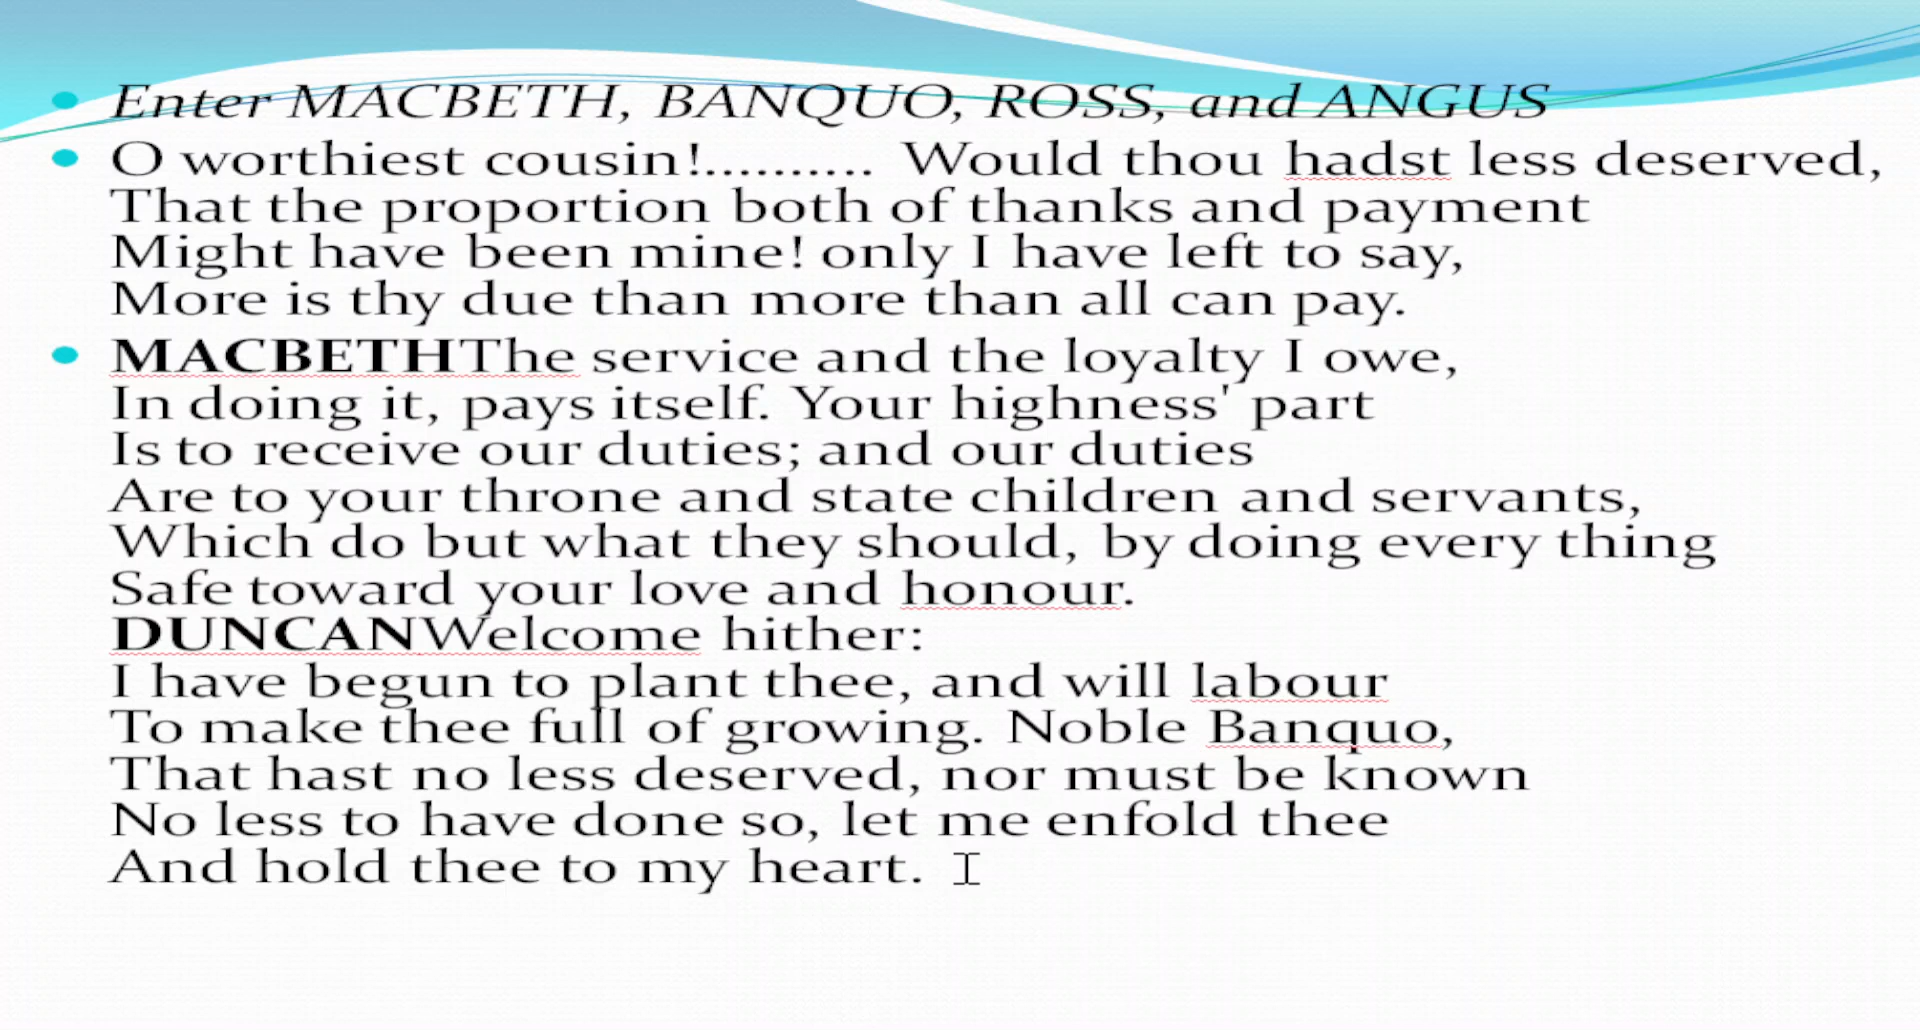 Enter MACBETH, BANQUO, ROSS, and ANGUS
O worthiest cousin!.......... Would thou hadst less deserved,
That the proportion both of thanks and payment
Might have been mine! only I have left to say,
More is thy due than more than all can pay.
MACBETHThe service and the loyalty I owe,
In doing it, pays itself. Your highness' part
Is to receive our duties; and our duties
Are to your throne and state children and servants,
Which do but what they should, by doing every thing
Safe toward your love and honour.
DUNCANWelcome hither:
I have begun to plant thee, and will labour
To make thee full of growing. Noble Banquo,
That hast no less deserved, nor must be known
No less to have done so, let me enfold thee
And hold thee to my heart.